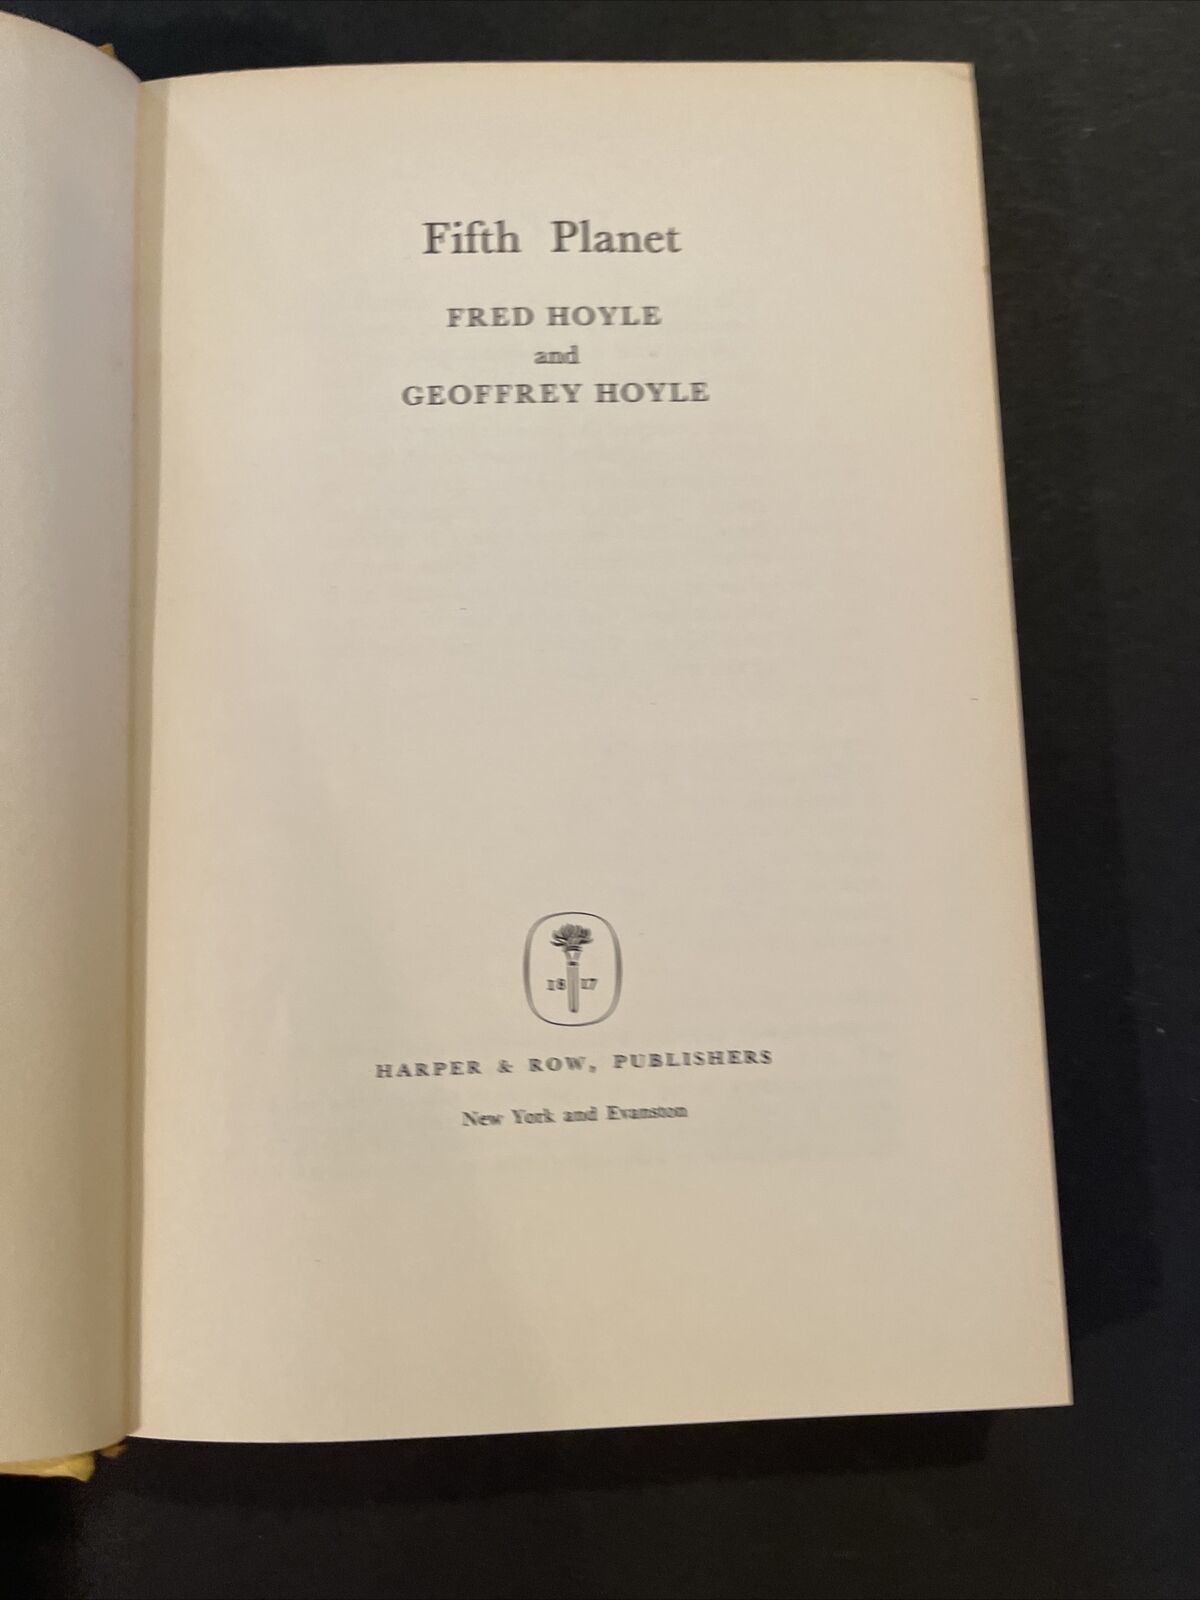 Fifth Planet
FRED HOYLE
and
GEOFFREY HOYLE
18 17
HARPER & ROW, PUBLISHERS
New York and Evanston